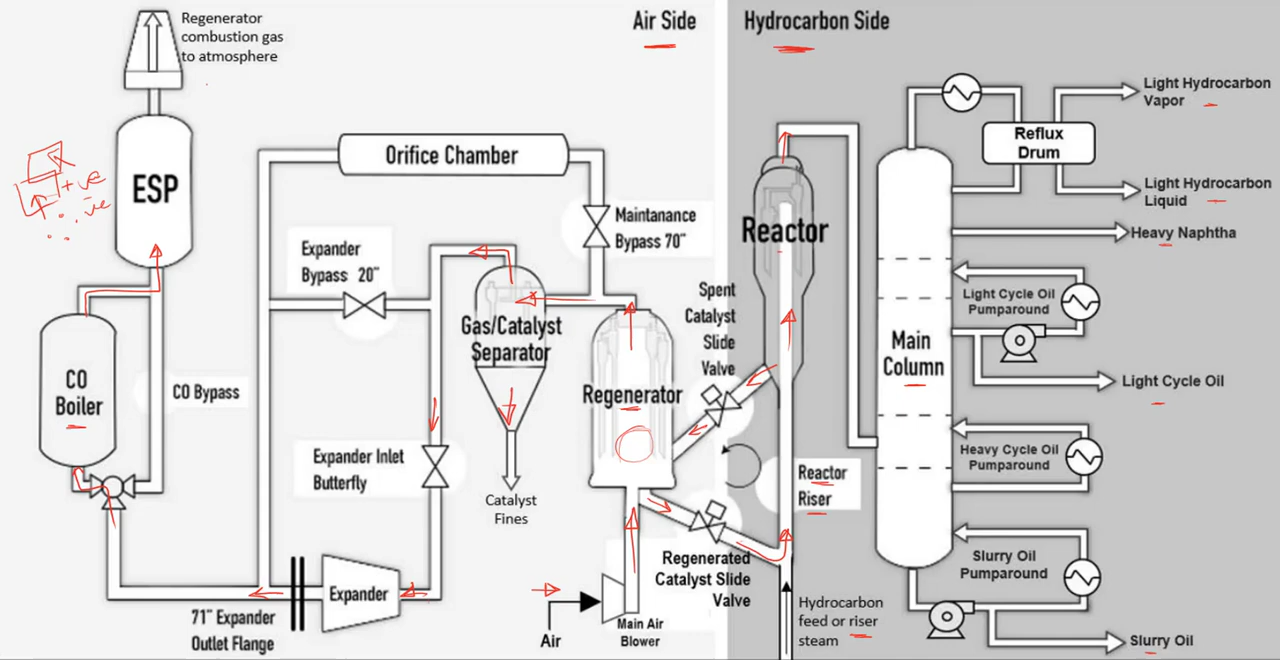 Regenerator
combustion gas
to atmosphere
Air Side
Hydrocarbon Side
Light Hydrocarbon
Vapor
Reflux
Drum
Light Hydrocarbon
Liquid
Heavy Naphtha
ESP
+ve
-ve
Orifice Chamber
Maintanance
Bypass 70"
Reactor
Expander
Bypass 20"
Gas/Catalyst
Separator
Spent
Catalyst
Slide
Valve
Light Cycle Oil
Pumparound
Main
Column
Light Cycle Oil
CO
Boiler
CO Bypass
Regenerator
Expander Inlet
Butterfly
Catalyst
Fines
Reactor
Riser
Heavy Cycle Oil
Pumparound
Regenerated
Catalyst Slide
Valve
Slurry Oil
Pumparound
Expander
71" Expander
Outlet Flange
Air
Main Air
Blower
Hydrocarbon
feed or riser
steam
Slurry Oil